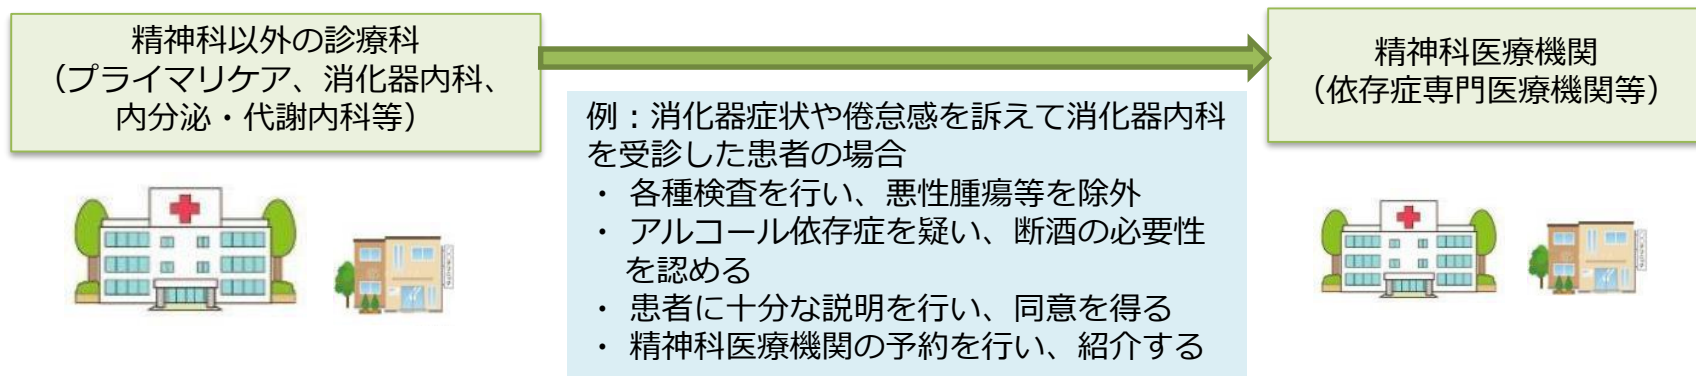 精神科以外の診療科
（プライマリケア、消化器内科、
内分泌・代謝内科等）
例：消化器症状や倦怠感を訴えて消化器内科
を受診した患者の場合
・ 各種検査を行い、悪性腫瘍等を除外
・ アルコール依存症を疑い、断酒の必要性
を認める
・ 患者に十分な説明を行い、同意を得る
・ 精神科医療機関の予約を行い、紹介する
精神科医療機関
（依存症専門医療機関等）